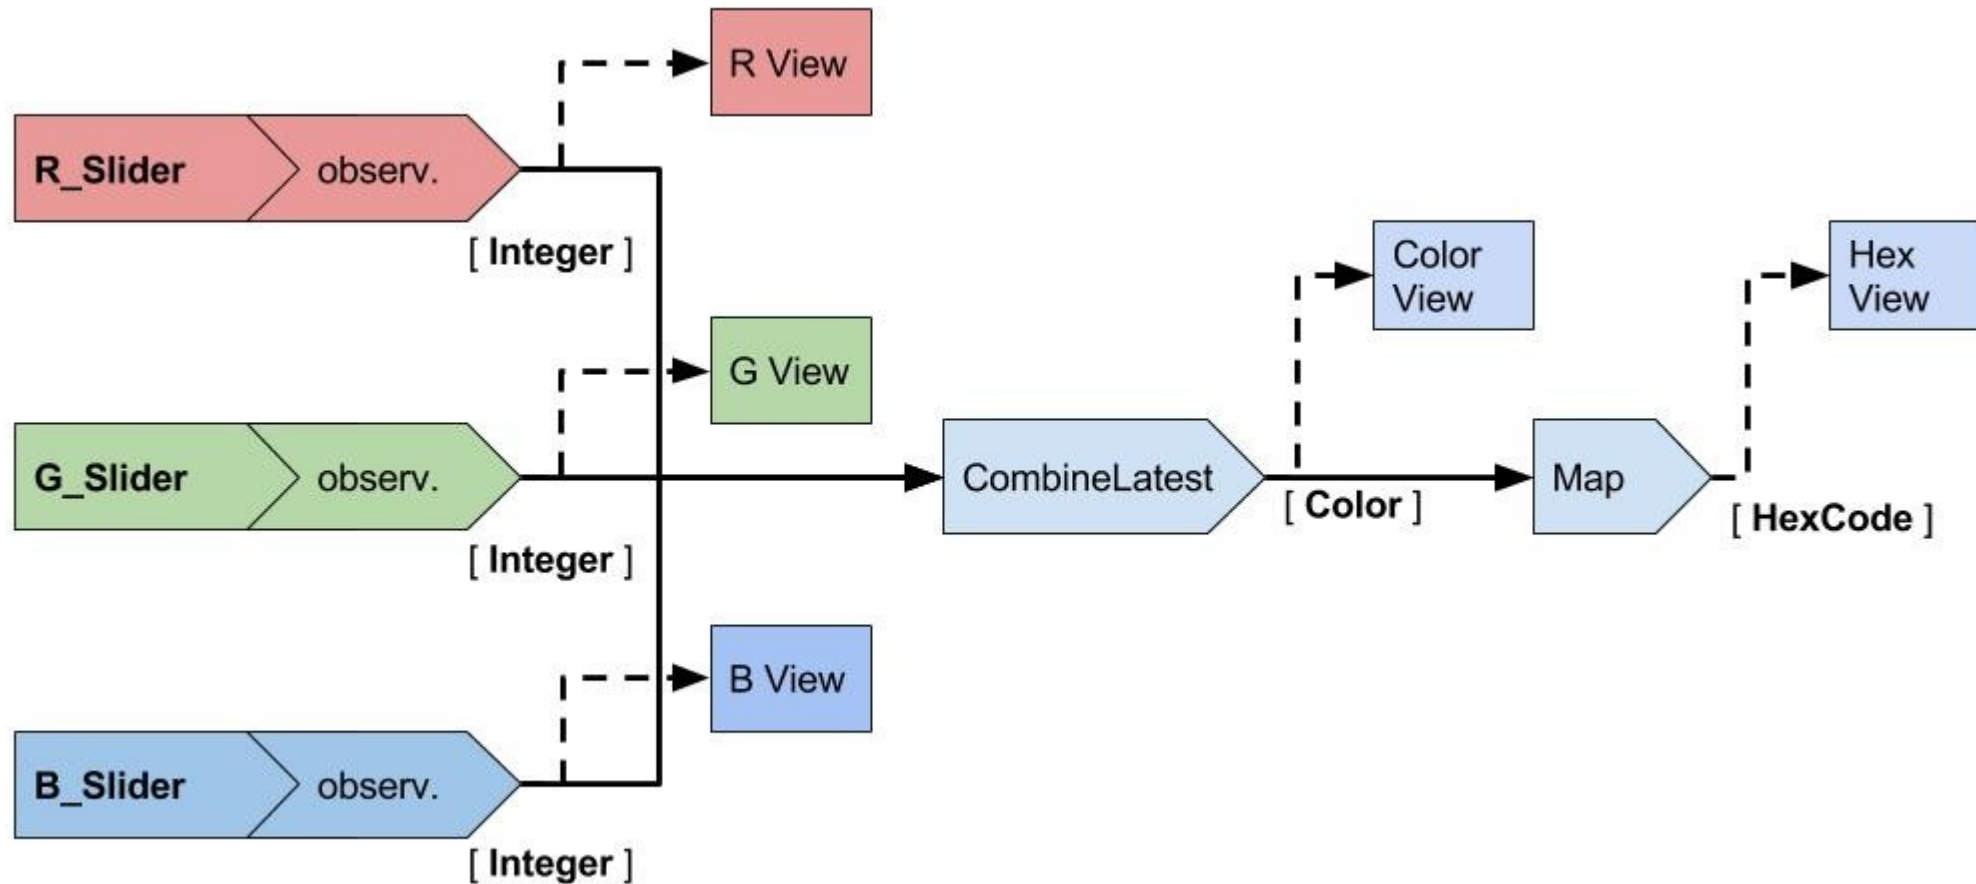 R View
R_Slider
observ.
[ Integer ]
G View
G_Slider
observ.
[ Integer ]
B View
B_Slider
observ.
[ Integer ]
CombineLatest
[ Color ]
Color
View
Map
[ HexCode ]
Hex
View